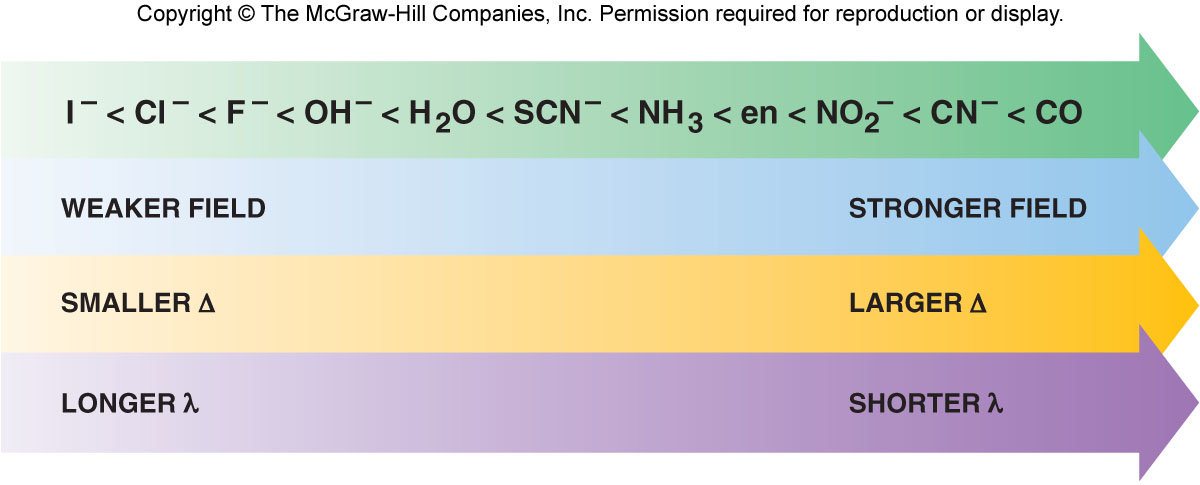 Copyright © The McGraw-Hill Companies, Inc. Permission required for reproduction or display.
I⁻ < Cl⁻ < F⁻ < OH⁻ < H₂O < SCN⁻ < NH₃ < en < NO₂⁻ < CN⁻ < CO
WEAKER FIELD STRONGER FIELD
SMALLER Δ LARGER Δ
LONGER λ SHORTER λ